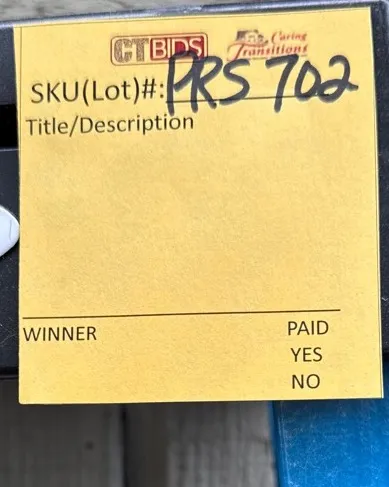 CTBIDS Caring Transitions
SKU(Lot)#: PRS 702
Title/Description
WINNER PAID
YES
NO